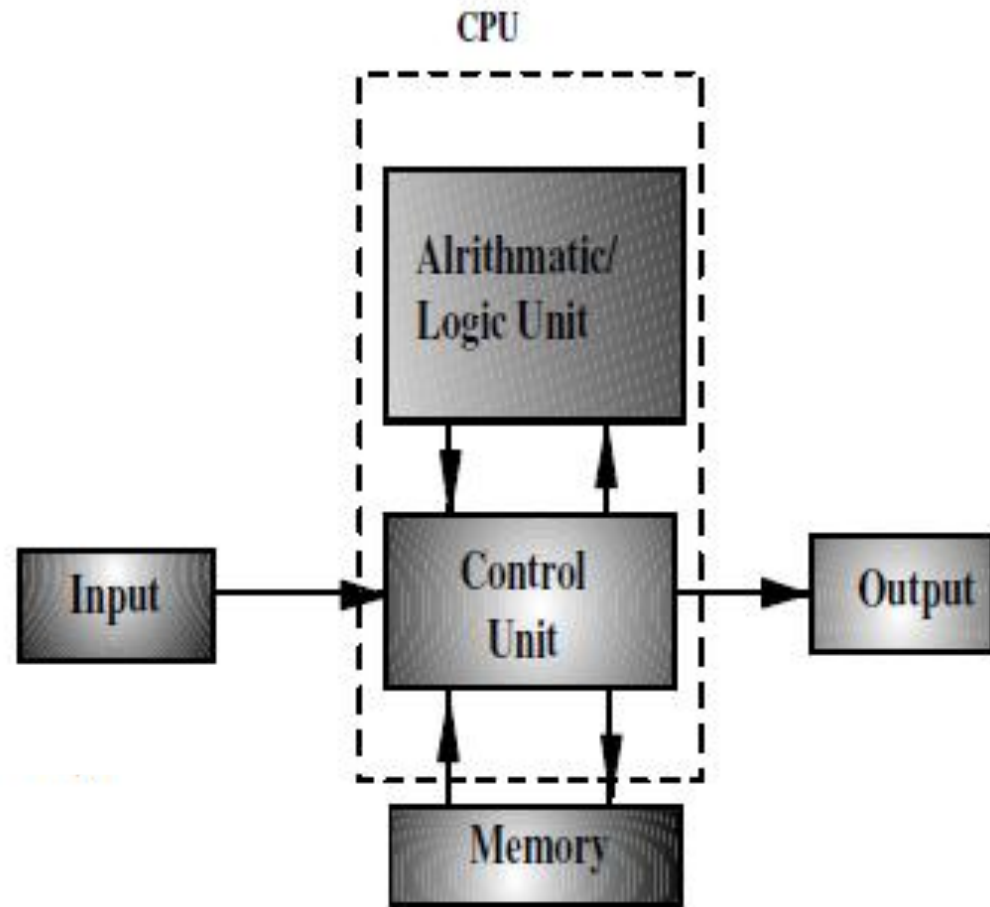 CPU
Alrithmatic/
Logic Unit
Input
Control
Unit
Output
Memory